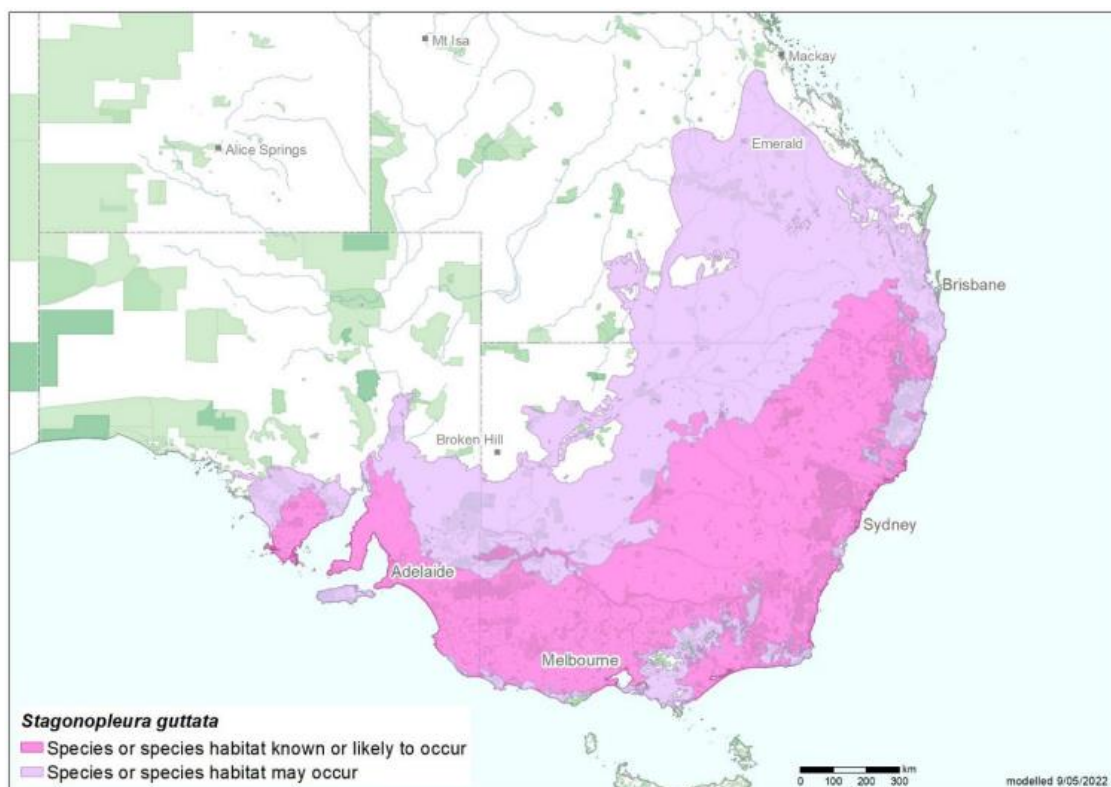 Mt Isa
Mackay
Alice Springs
Emerald
Brisbane
Broken Hill
Sydney
Adelaide
Melbourne
Stagonopleura guttata
Species or species habitat known or likely to occur
Species or species habitat may occur
km
0 100 200 300
modelled 9/05/2022